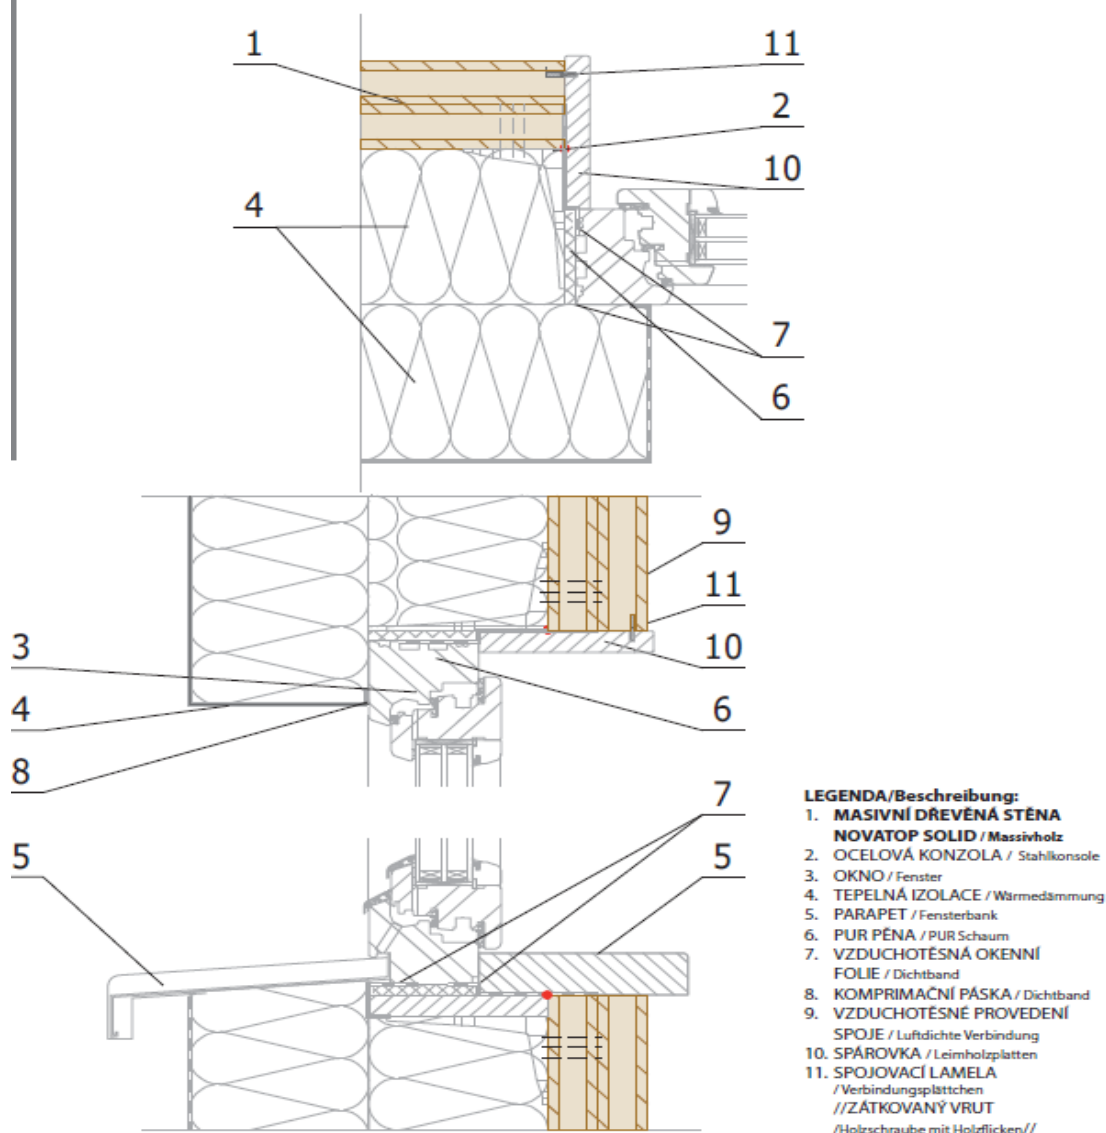 1
11
2
10
4
7
6
9
11
3
10
4
6
8
7
5
5
LEGENDA/Beschreibung:
1. MASIVNÍ DŘEVĚNÁ STĚNA
NOVATOP SOLID / Massivholz
2. OCELOVÁ KONZOLA / Stahlkonsole
3. OKNO / Fenster
4. TEPELNÁ IZOLACE / Wärmedämmung
5. PARAPET / Fensterbank
6. PUR PĚNA / PUR Schaum
7. VZDUCHOTĚSNÁ OKENNÍ
FOLIE / Dichtband
8. KOMPRIMAČNÍ PÁSKA / Dichtband
9. VZDUCHOTĚSNÉ PROVEDENÍ
SPOJE / Luftdichte Verbindung
10. SPÁROVKA / Leimholzplatten
11. SPOJOVACÍ LAMELA
/ Verbindungsplättchen
//ZÁTKOVANÝ VRUT
/Holzschraube mit Holzflicken//